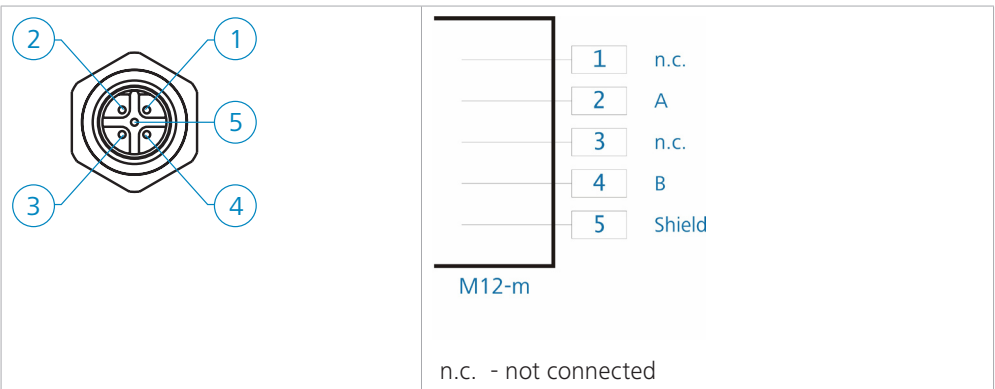 2
1
5
3
4
1 n.c.
2 A
3 n.c.
4 B
5 Shield
M12-m
n.c. - not connected